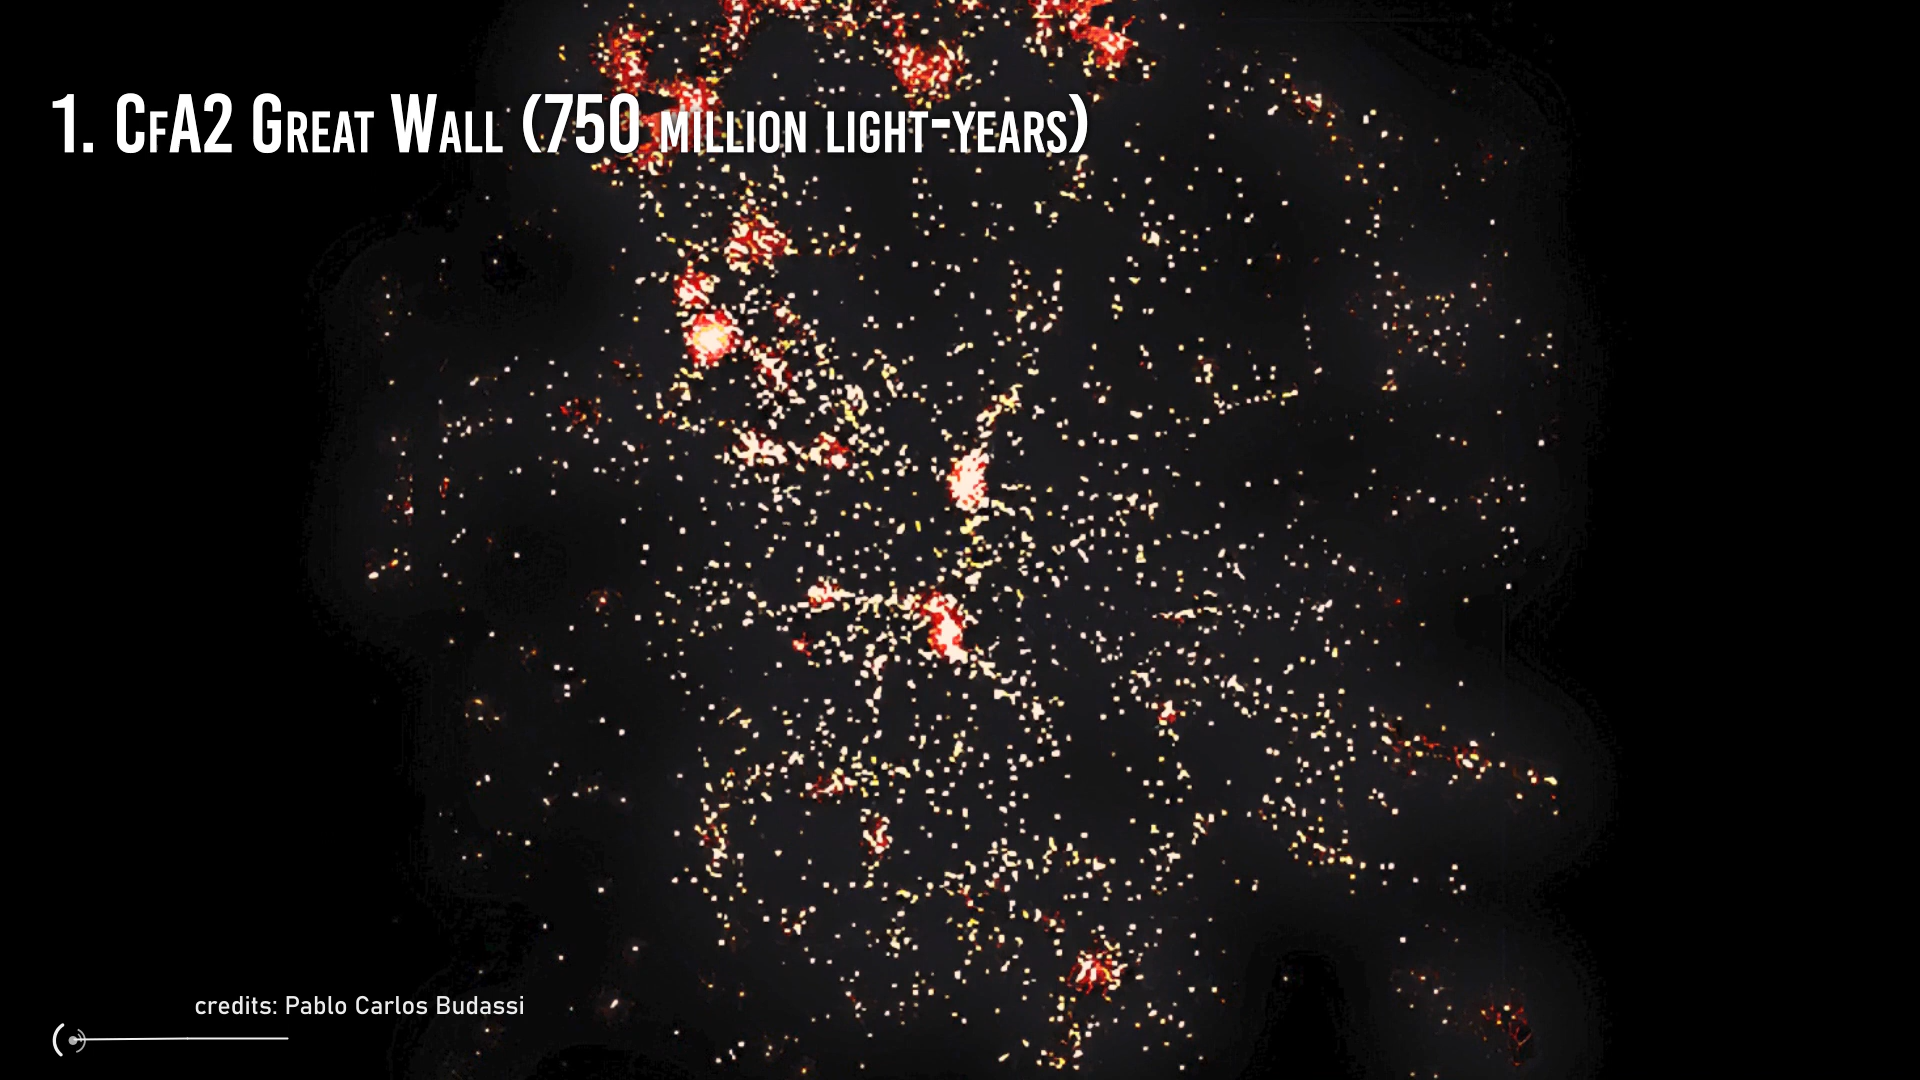 1. CfA2 Great Wall (750 million light-years)
credits: Pablo Carlos Budassi